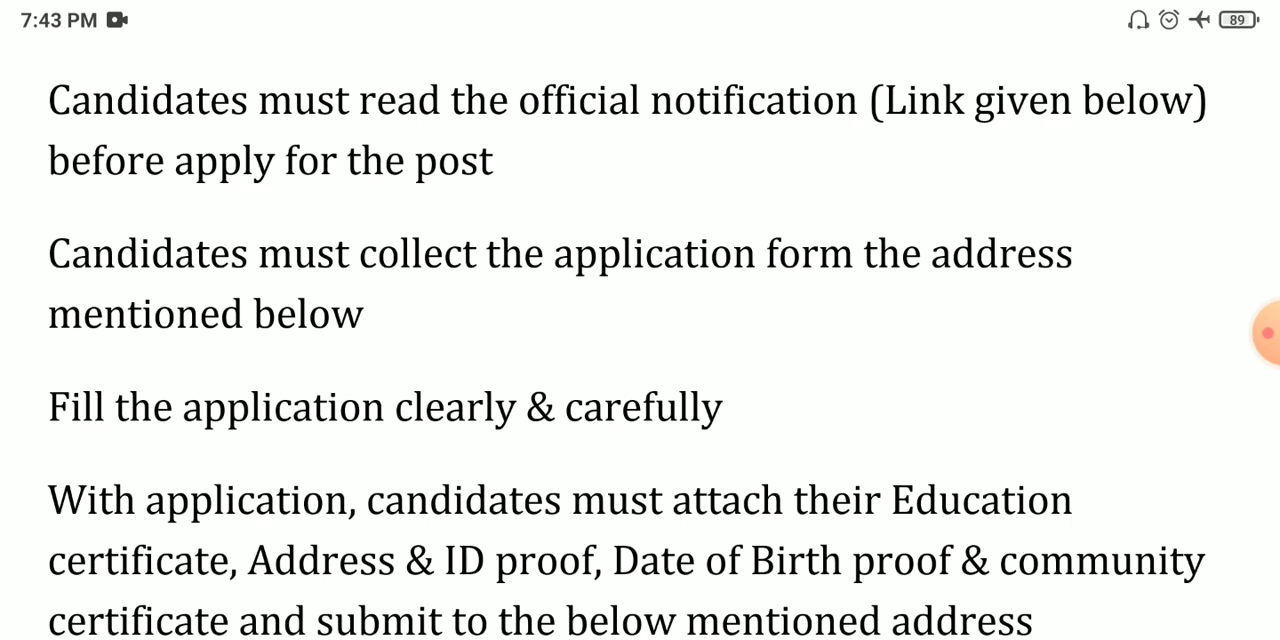 7:43 PM
89
Candidates must read the official notification (Link given below)
before apply for the post
Candidates must collect the application form the address
mentioned below
Fill the application clearly & carefully
With application, candidates must attach their Education
certificate, Address & ID proof, Date of Birth proof & community
certificate and submit to the below mentioned address